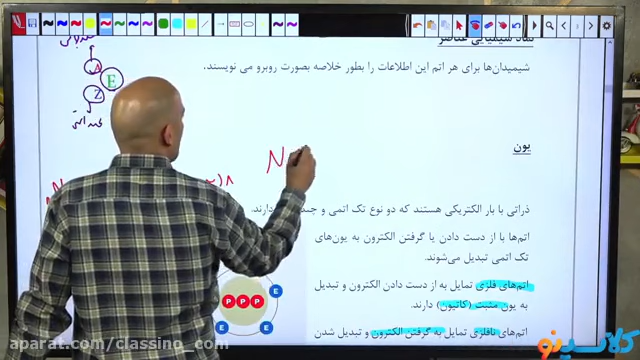 نماد شیمیایی عنصر
شیمیدان‌ها برای هر اتم این اطلاعات را بطور خلاصه بصورت روبرو می نویسند.
A
E
Z
عدد اتمی
N
یون
ذراتی با بار الکتریکی هستند که دو نوع تک اتمی و دارند.
اتم‌ها با از دست دادن یا گرفتن الکترون به یون‌های
تک اتمی تبدیل می‌شوند.
اتم‌های فلزی تمایل به از دست دادن الکترون و تبدیل
به یون مثبت (کاتیون) دارند.
اتم‌های نافلزی تمایل به گرفتن الکترون و تبدیل شدن
P P P
E
E
E
aparat.com/classino_com
کلاسینو